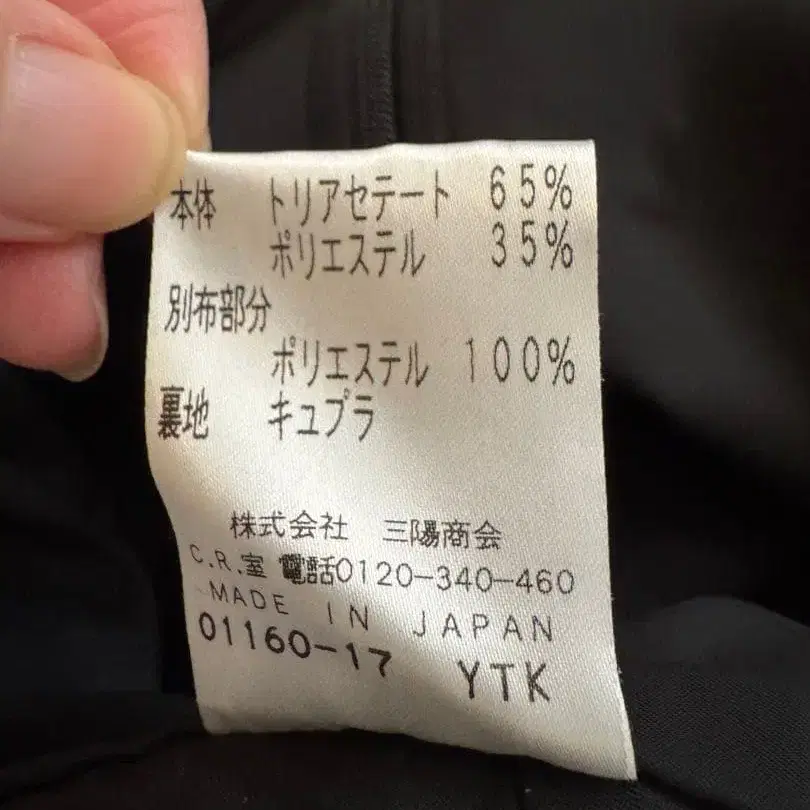 本体 トリアセテート 65%
ポリエステル 35%
別布部分
ポリエステル 100%
裏地 キュプラ
株式会社 三陽商会
C.R.室 電話0120-340-460
MADE IN JAPAN
01160-17 YTK